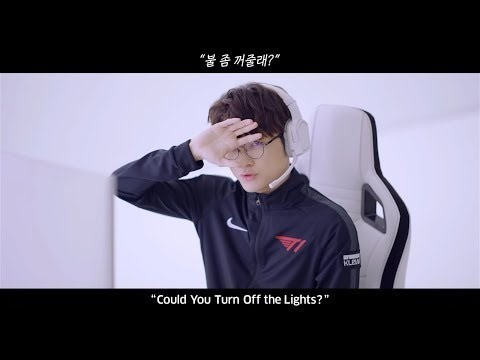 "불 좀 꺼줄래?"
T1
"Could You Turn Off the Lights?"